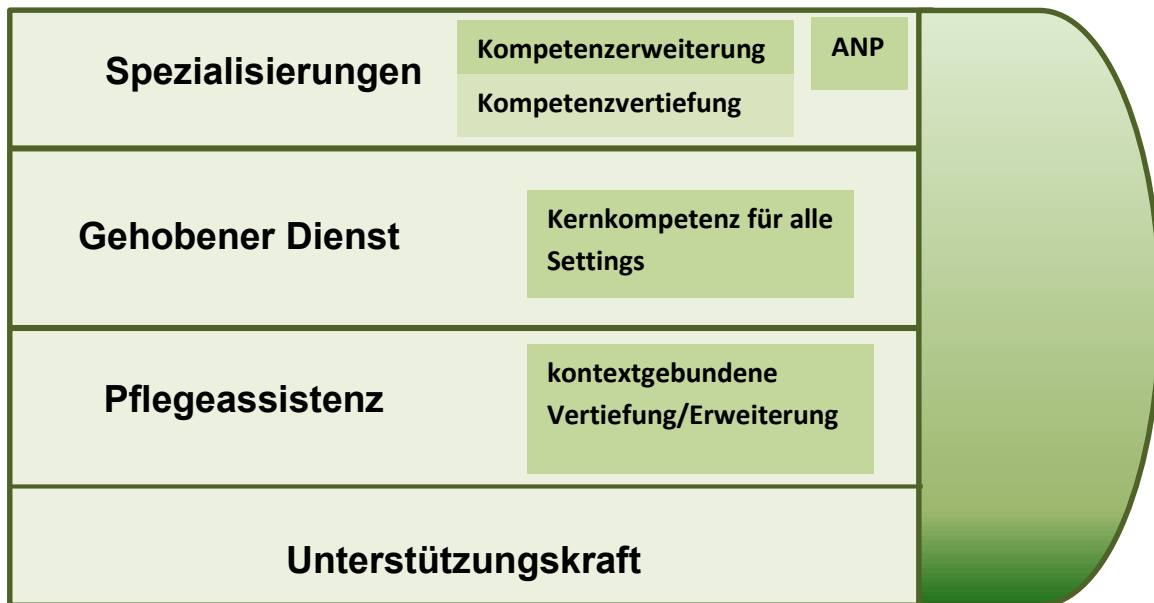 Spezialisierungen
Kompetenzerweiterung
Kompetenzvertiefung
ANP
Gehobener Dienst
Kernkompetenz für alle
Settings
Pflegeassistenz
kontextgebundene
Vertiefung/Erweiterung
Unterstützungskraft